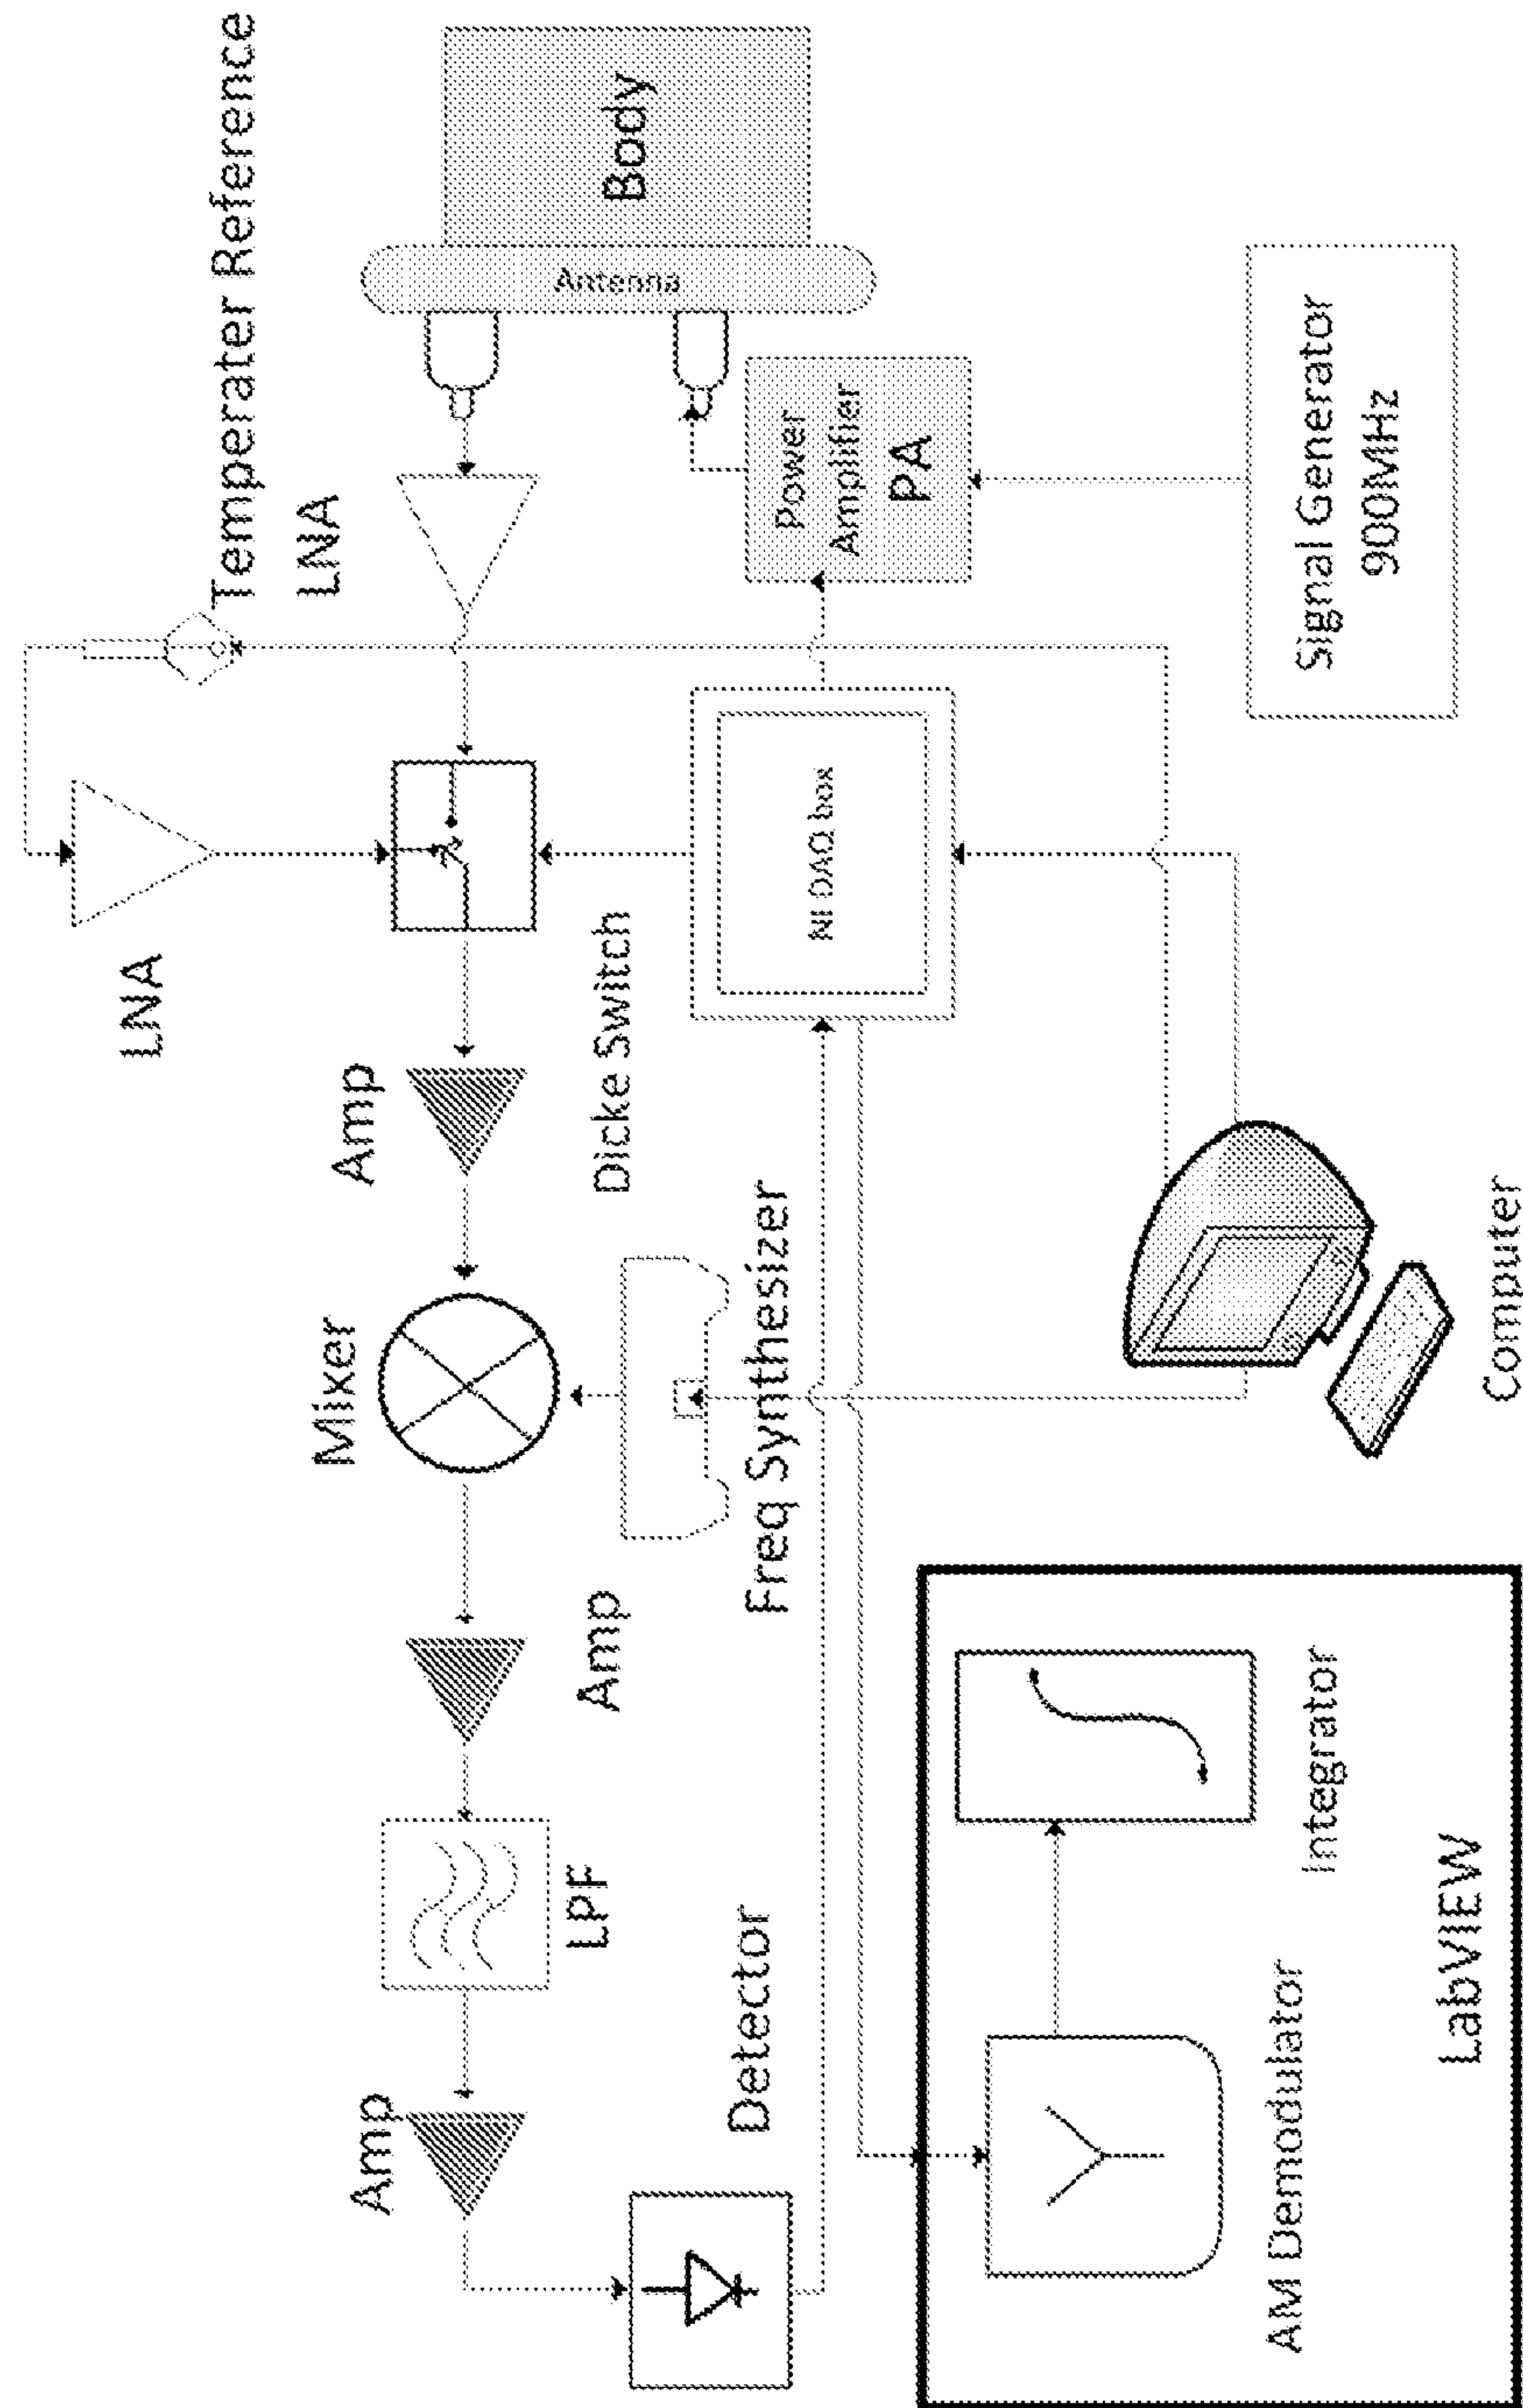 Temperater Reference
LNA
LNA
Body
Antenna
Amp
Mixer
Amp
Dicke Switch
Freq Synthesizer
LPF
Amp
Detector
NI DAQ box
Power
Amplifier
PA
Signal Generator
900MHz
Computer
AM Demodulator
Integrator
LabVIEW